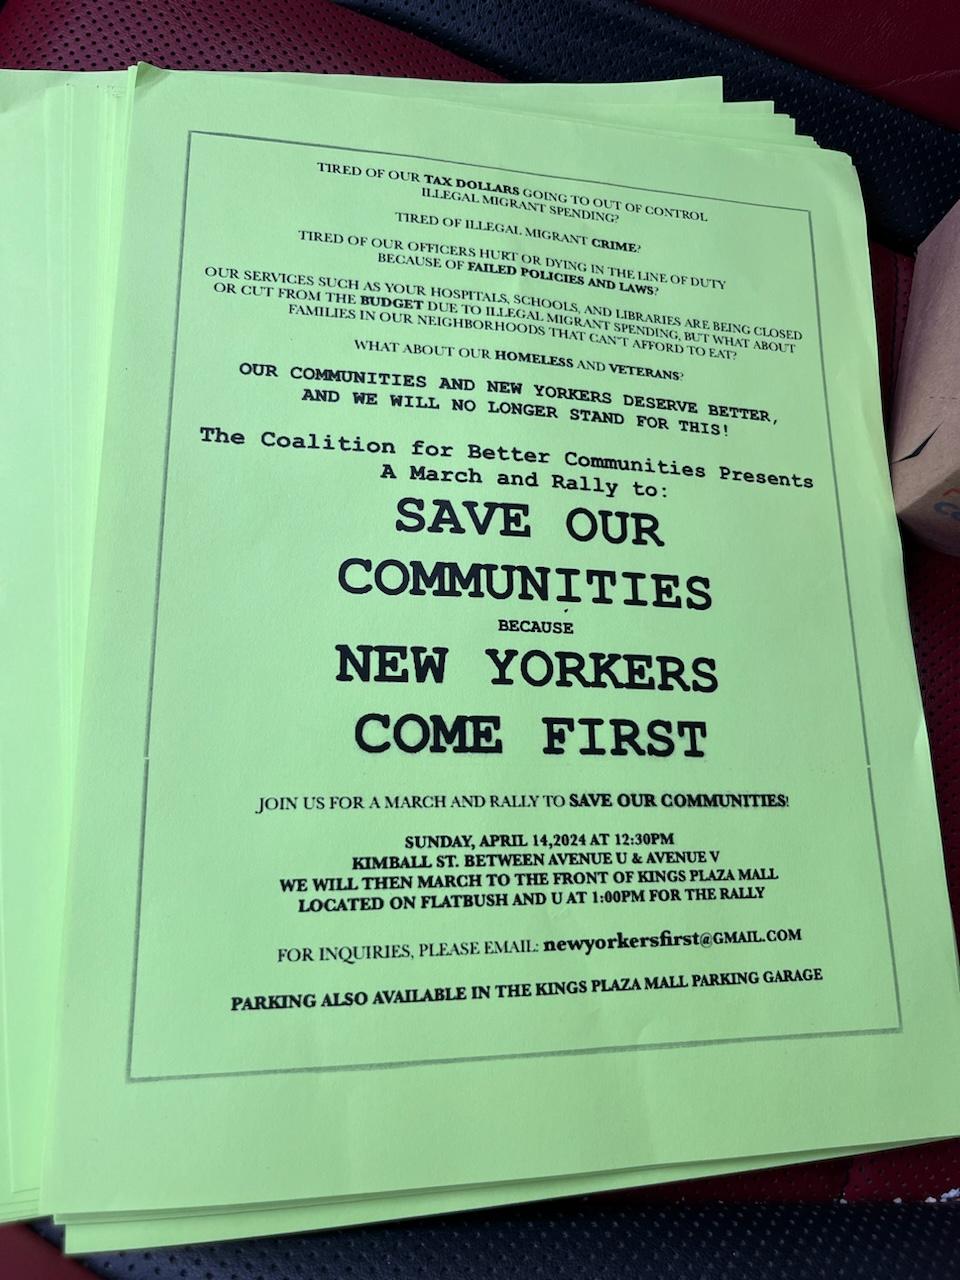 TIRED OF OUR TAX DOLLARS GOING TO OUT OF CONTROL
ILLEGAL MIGRANT SPENDING?
TIRED OF ILLEGAL MIGRANT CRIME?
TIRED OF OUR OFFICERS HURT OR DYING IN THE LINE OF DUTY
BECAUSE OF FAILED POLICIES AND LAWS?
OUR SERVICES SUCH AS YOUR HOSPITALS, SCHOOLS, AND LIBRARIES ARE BEING CLOSED
OR CUT FROM THE BUDGET DUE TO ILLEGAL MIGRANT SPENDING, BUT WHAT ABOUT
FAMILIES IN OUR NEIGHBORHOODS THAT CAN'T AFFORD TO EAT?
WHAT ABOUT OUR HOMELESS AND VETERANS?
OUR COMMUNITIES AND NEW YORKERS DESERVE BETTER,
AND WE WILL NO LONGER STAND FOR THIS!
The Coalition for Better Communities Presents
A March and Rally to:
SAVE OUR
COMMUNITIES
BECAUSE
NEW YORKERS
COME FIRST
JOIN US FOR A MARCH AND RALLY TO SAVE OUR COMMUNITIES!
SUNDAY, APRIL 14,2024 AT 12:30PM
KIMBALL ST. BETWEEN AVENUE U & AVENUE V
WE WILL THEN MARCH TO THE FRONT OF KINGS PLAZA MALL
LOCATED ON FLATBUSH AND U AT 1:00PM FOR THE RALLY
FOR INQUIRIES, PLEASE EMAIL: newyorkersfirst@GMAIL.COM
PARKING ALSO AVAILABLE IN THE KINGS PLAZA MALL PARKING GARAGE